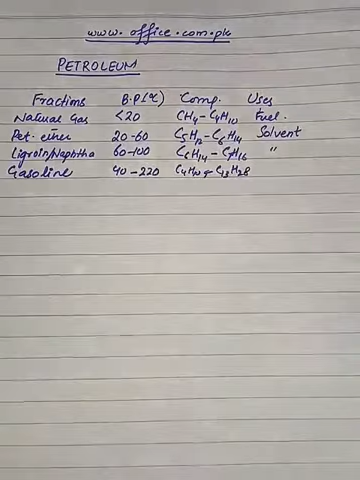 www.office.com.pk
PETROLEUM
Fractions B.P(°C) Comp. Uses
Natural Gas <20 CH4-C4H10 Fuel.
Pet. ether 20-60 C5H12-C6H14 Solvent
Ligroin/Naphtha 60-100 C6H14-C7H16 "
Gasoline 40-220 C4H10-C13H28